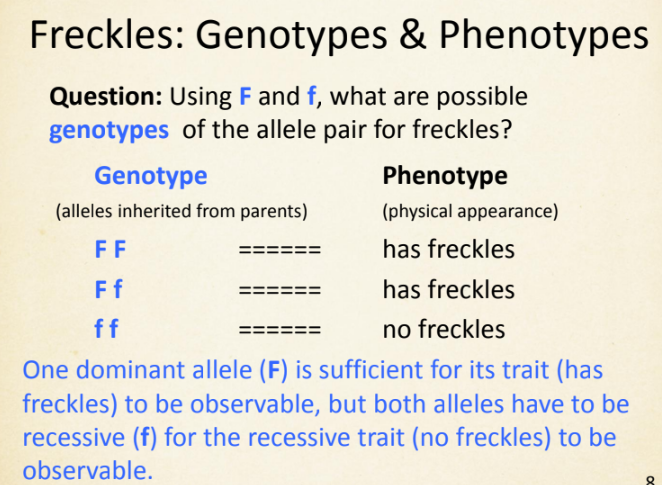 Freckles: Genotypes & Phenotypes
Question: Using F and f, what are possible
genotypes of the allele pair for freckles?
Genotype Phenotype
(alleles inherited from parents) (physical appearance)
F F ====== has freckles
F f ====== has freckles
f f ====== no freckles
One dominant allele (F) is sufficient for its trait (has
freckles) to be observable, but both alleles have to be
recessive (f) for the recessive trait (no freckles) to be
observable.
8